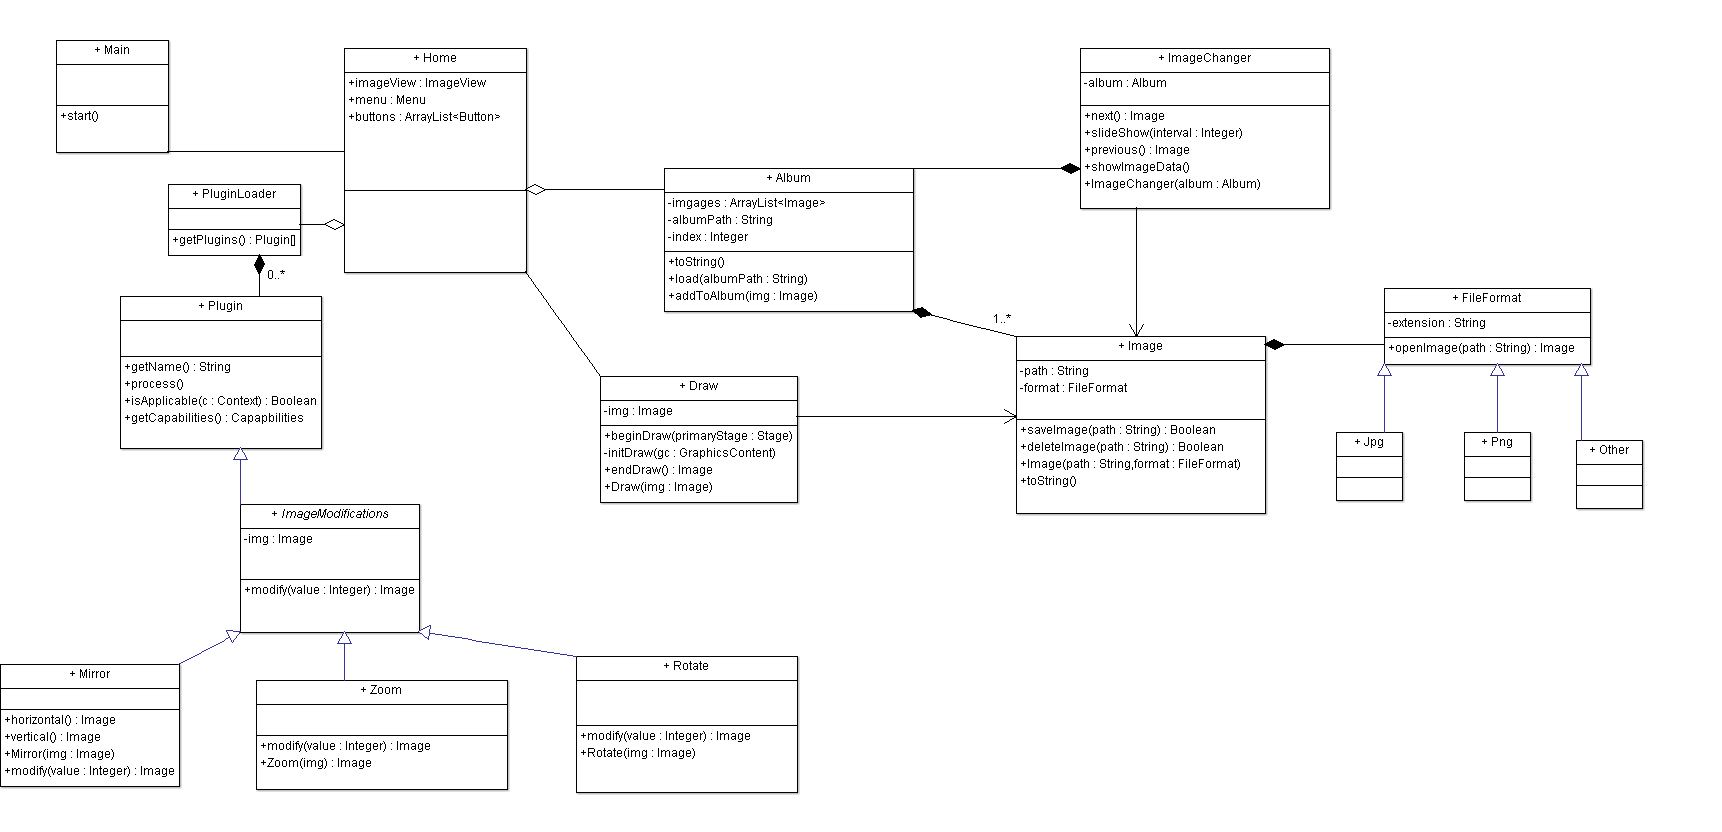 + Main
+start()
+ Home
+imageView : ImageView
+menu : Menu
+buttons : ArrayList<Button>
+ ImageChanger
-album : Album
+next() : Image
+slideShow(interval : Integer)
+previous() : Image
+showImageData()
+ImageChanger(album : Album)
+ PluginLoader
+getPlugins() : Plugin[]
0..*
+ Album
-imgages : ArrayList<Image>
-albumPath : String
-index : Integer
+toString()
+load(albumPath : String)
+addToAlbum(img : Image)
1..*
+ Plugin
+getName() : String
+process()
+isApplicable(c : Context) : Boolean
+getCapabilities() : Capapbilities
+ Draw
-img : Image
+beginDraw(primaryStage : Stage)
-initDraw(gc : GraphicsContent)
+endDraw() : Image
+Draw(img : Image)
+ Image
-path : String
-format : FileFormat
+saveImage(path : String) : Boolean
+deleteImage(path : String) : Boolean
+Image(path : String,format : FileFormat)
+toString()
+ FileFormat
-extension : String
+openImage(path : String) : Image
+ Jpg
+ Png
+ Other
+ ImageModifications
-img : Image
+modify(value : Integer) : Image
+ Mirror
+horizontal() : Image
+vertical() : Image
+Mirror(img : Image)
+modify(value : Integer) : Image
+ Zoom
+modify(value : Integer) : Image
+Zoom(img) : Image
+ Rotate
+modify(value : Integer) : Image
+Rotate(img : Image)